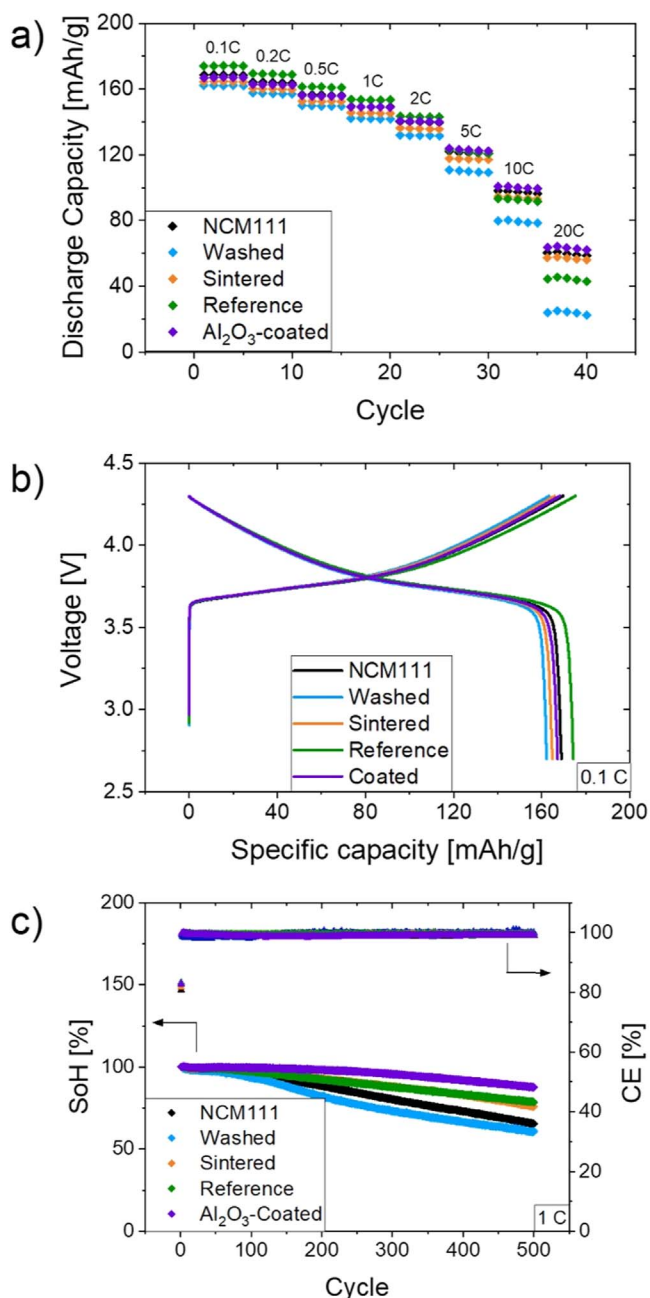 a)
Discharge Capacity [mAh/g]
200
160
120
80
40
0
0.1C
0.2C
0.5C
1C
2C
5C
10C
20C
NCM111
Washed
Sintered
Reference
Al₂O₃-coated
0 10 20 30 40
Cycle
b)
Voltage [V]
4.5
4.0
3.5
3.0
2.5
NCM111
Washed
Sintered
Reference
Coated
0.1 C
0 40 80 120 160 200
Specific capacity [mAh/g]
c)
SoH [%]
200
150
100
75
50
25
0
NCM111
Washed
Sintered
Reference
Al₂O₃-Coated
1 C
100
80
60
40
20
0
CE [%]
0 100 200 300 400 500
Cycle